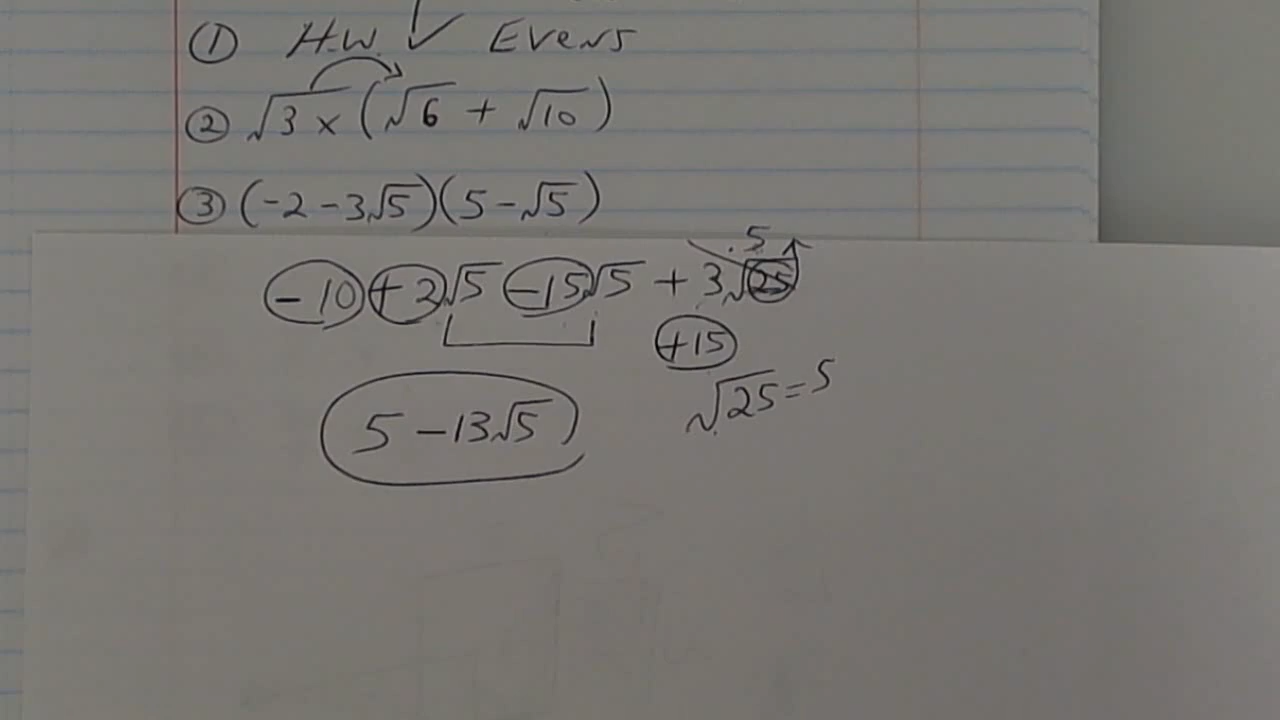 ① H.W. ✓ Evens
② √3x (√6 + √10)
③ (-2 - 3√5)(5 - √5)
.5
-10 +2√5 -15√5 + 3√25
+15
√25 = 5
5 - 13√5